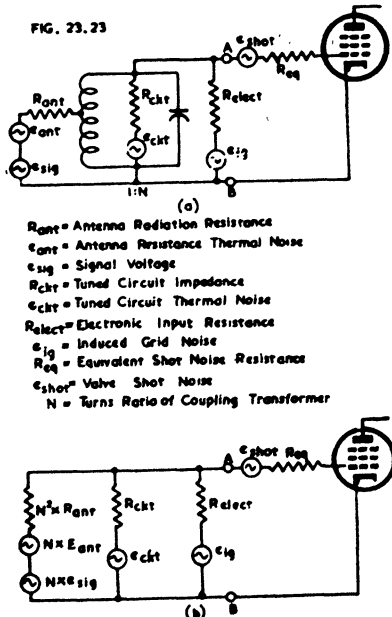 FIG. 23.23
A
eshot
Req
Rant
Rckt
Relect
eant
eckt
eig
esig
1:N
B
(a)
Rant = Antenna Radiation Resistance
eant = Antenna Resistance Thermal Noise
esig = Signal Voltage
Rckt = Tuned Circuit Impedance
eckt = Tuned Circuit Thermal Noise
Relect = Electronic Input Resistance
eig = Induced Grid Noise
Req = Equivalent Shot Noise Resistance
eshot = Valve Shot Noise
N = Turns Ratio of Coupling Transformer
A
eshot Req
N²×Rant
Rckt
Relect
N×Eant
eckt
eig
N×esig
B
(b)